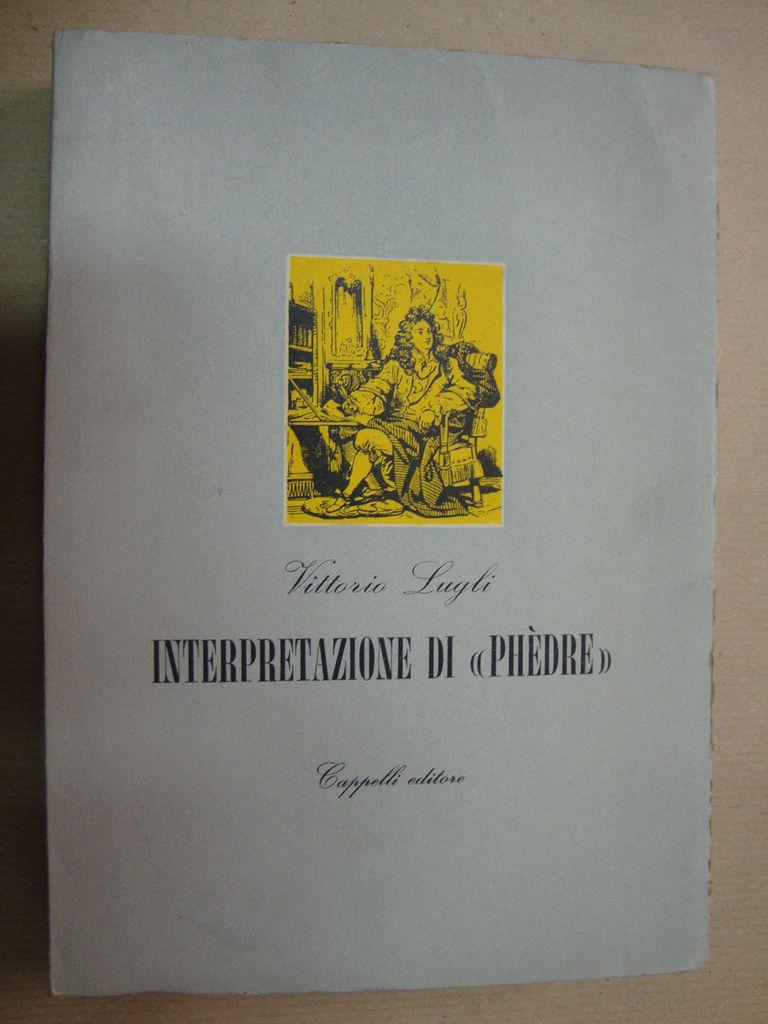 Vittorio Lugli
INTERPRETAZIONE DI «PHÈDRE»
Cappelli editore